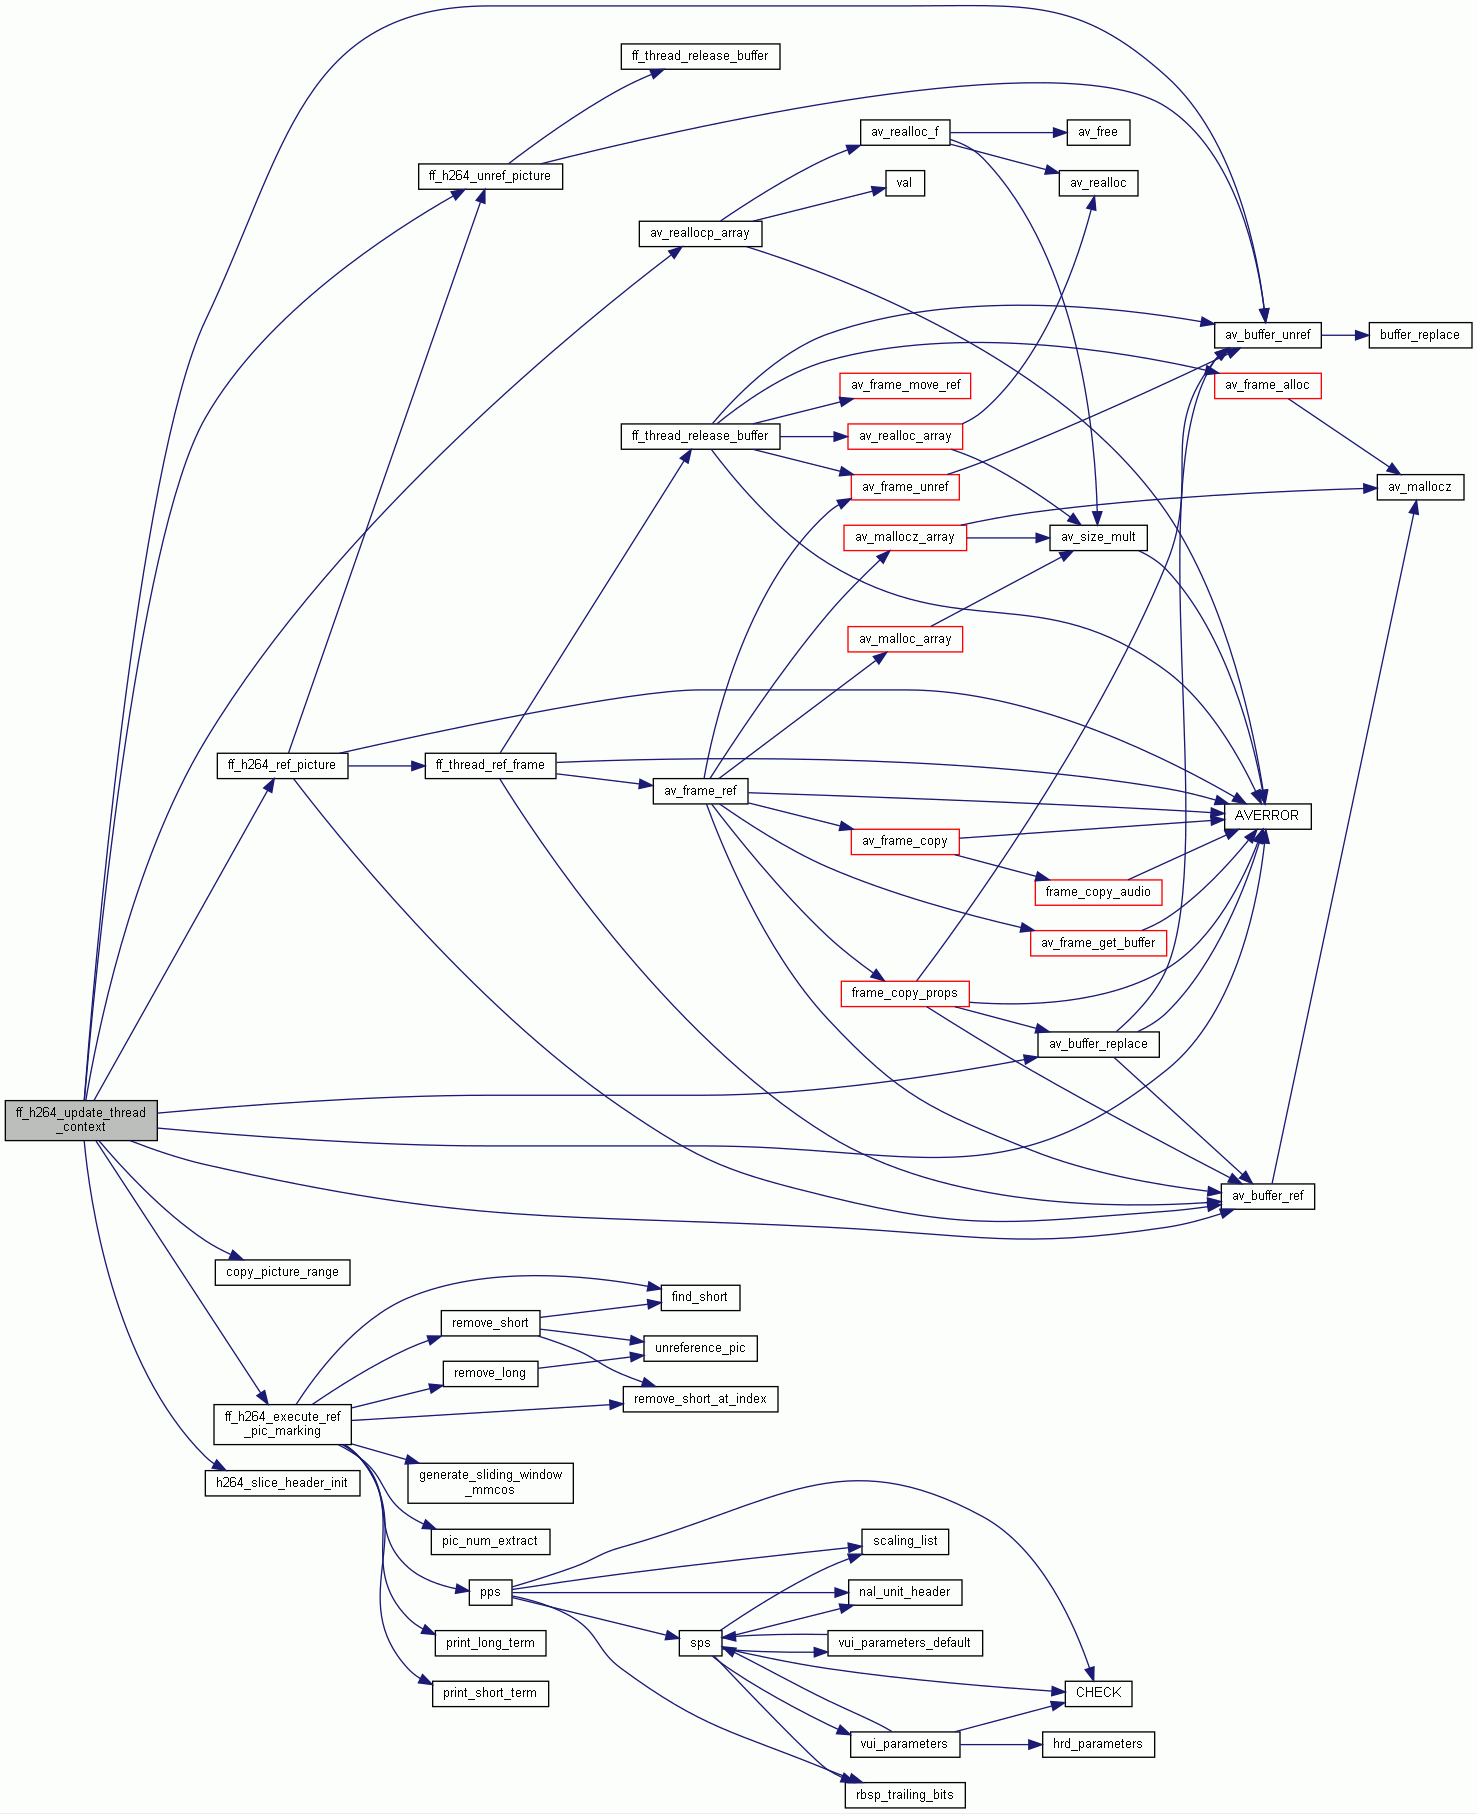 ff_thread_release_buffer
av_realloc_f
av_free
ff_h264_unref_picture
val
av_realloc
av_reallocp_array
av_buffer_unref
buffer_replace
av_frame_move_ref
av_frame_alloc
ff_thread_release_buffer
av_realloc_array
av_frame_unref
av_mallocz
av_mallocz_array
av_size_mult
av_malloc_array
ff_h264_ref_picture
ff_thread_ref_frame
av_frame_ref
AVERROR
av_frame_copy
frame_copy_audio
av_frame_get_buffer
frame_copy_props
av_buffer_replace
ff_h264_update_thread
_context
av_buffer_ref
copy_picture_range
find_short
remove_short
unreference_pic
remove_long
remove_short_at_index
ff_h264_execute_ref
_pic_marking
h264_slice_header_init
generate_sliding_window
_mmcos
pic_num_extract
scaling_list
pps
nal_unit_header
print_long_term
sps
vui_parameters_default
print_short_term
CHECK
vui_parameters
hrd_parameters
rbsp_trailing_bits